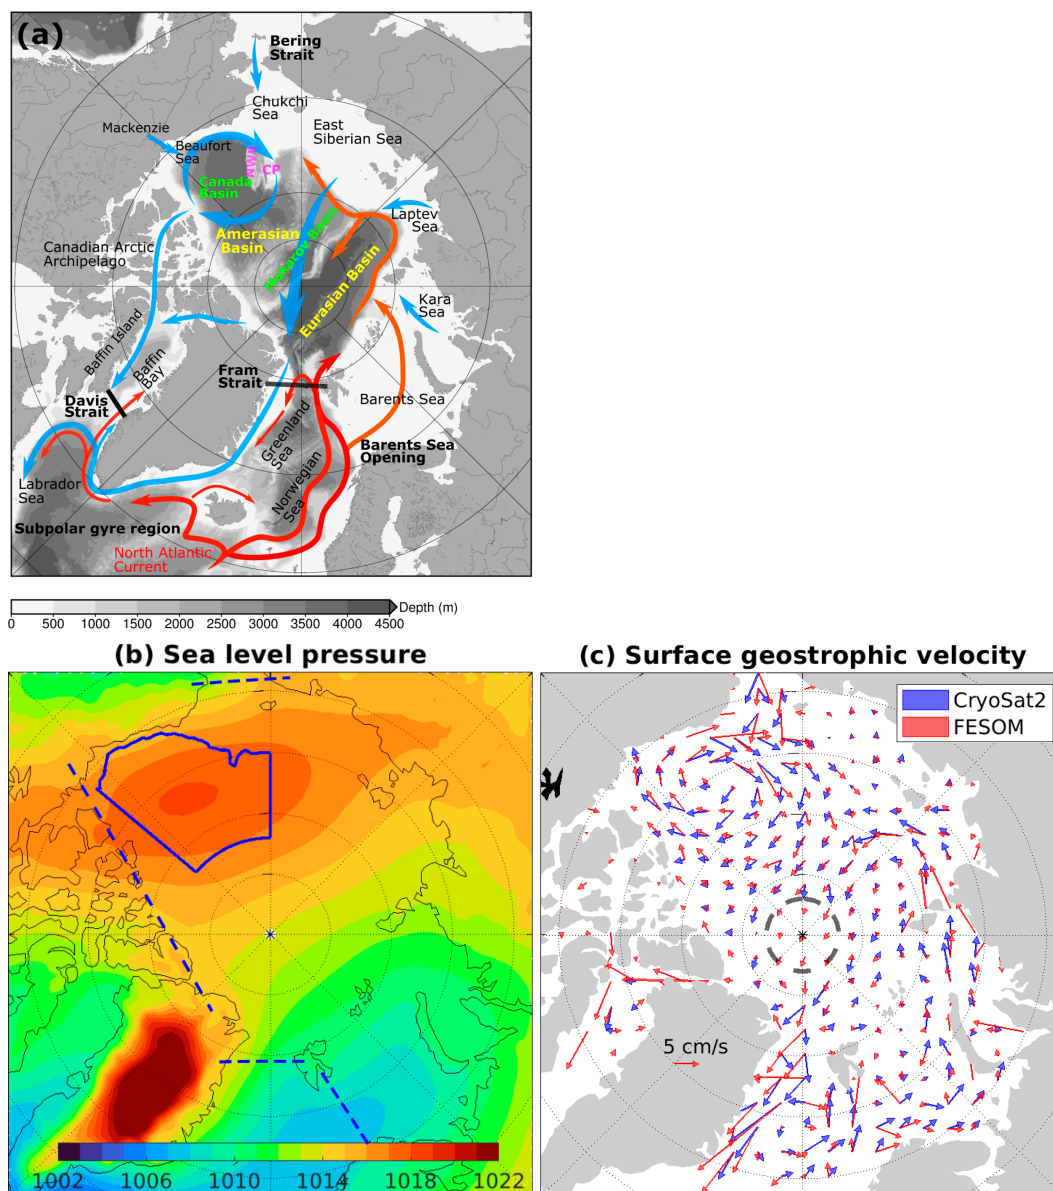 (a)
Bering
Strait
Chukchi
Sea
Mackenzie
East
Siberian Sea
Beaufort
Sea
NWR
CP
Canada
Basin
Laptev
Sea
Amerasian
Basin
Makarov Basin
Canadian Arctic
Archipelago
Eurasian Basin
Kara
Sea
Baffin Island
Baffin
Bay
Fram
Strait
Davis
Strait
Barents Sea
Greenland
Sea
Barents Sea
Opening
Norwegian
Sea
Labrador
Sea
Subpolar gyre region
North Atlantic
Current
Depth (m)
0 500 1000 1500 2000 2500 3000 3500 4000 4500
(b) Sea level pressure
1002 1006 1010 1014 1018 1022
(c) Surface geostrophic velocity
CryoSat2
FESOM
5 cm/s